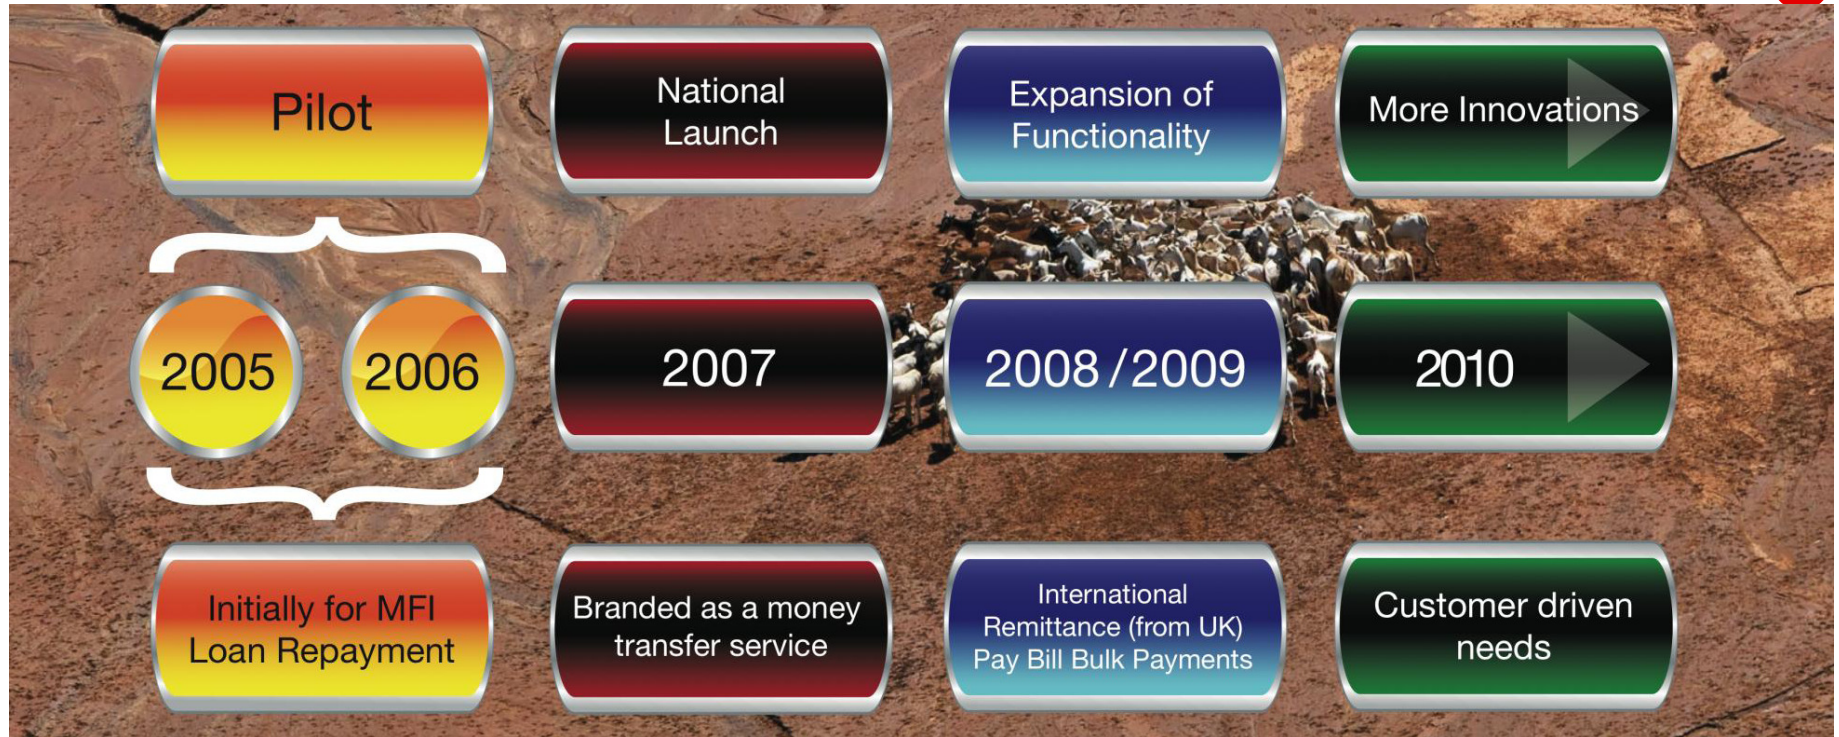 Pilot
National
Launch
Expansion of
Functionality
More Innovations
2005
2006
2007
2008/2009
2010
Initially for MFI
Loan Repayment
Branded as a money
transfer service
International
Remittance (from UK)
Pay Bill Bulk Payments
Customer driven
needs